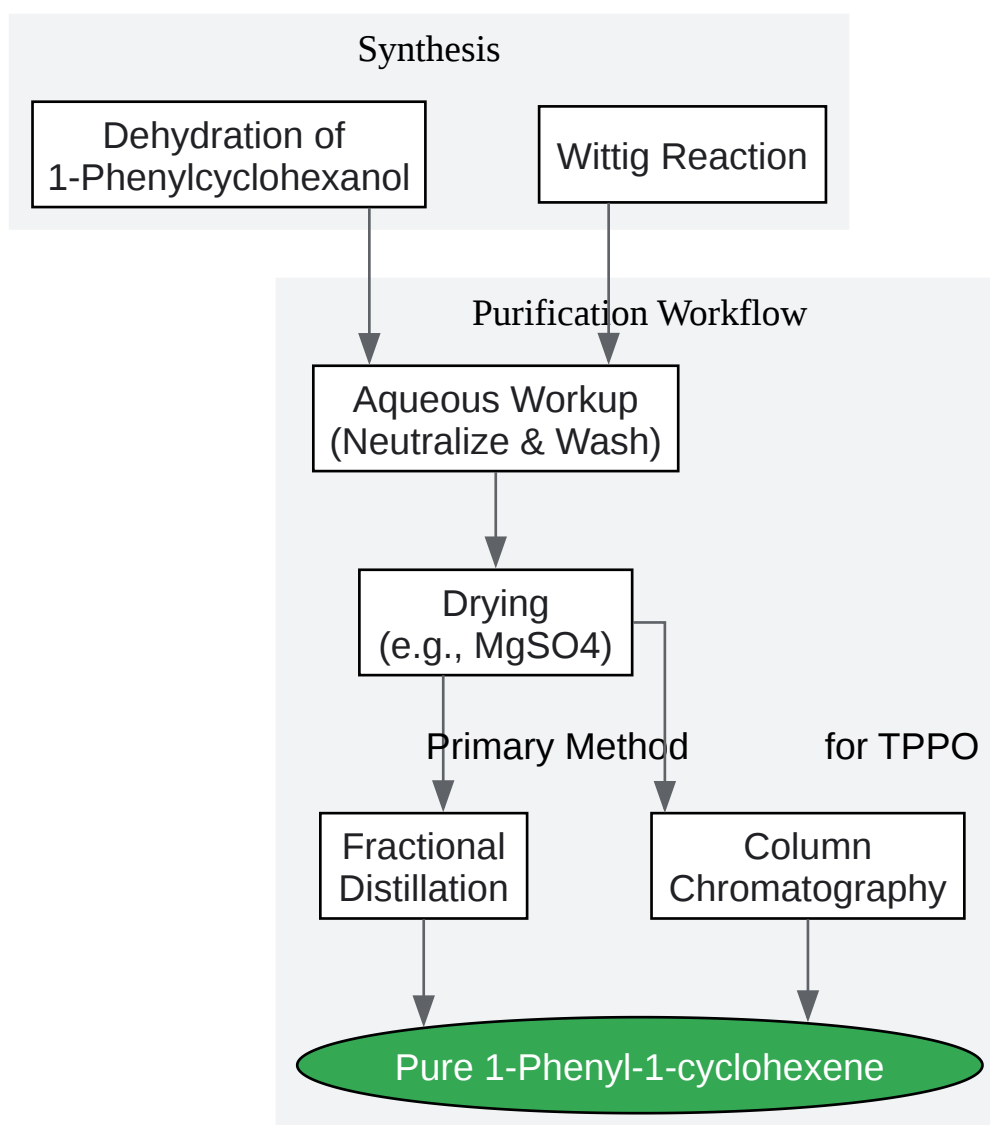 Synthesis
Dehydration of
1-Phenylcyclohexanol
Wittig Reaction
Purification Workflow
Aqueous Workup
(Neutralize & Wash)
Drying
(e.g., MgSO4)
Primary Method
for TPPO
Fractional
Distillation
Column
Chromatography
Pure 1-Phenyl-1-cyclohexene